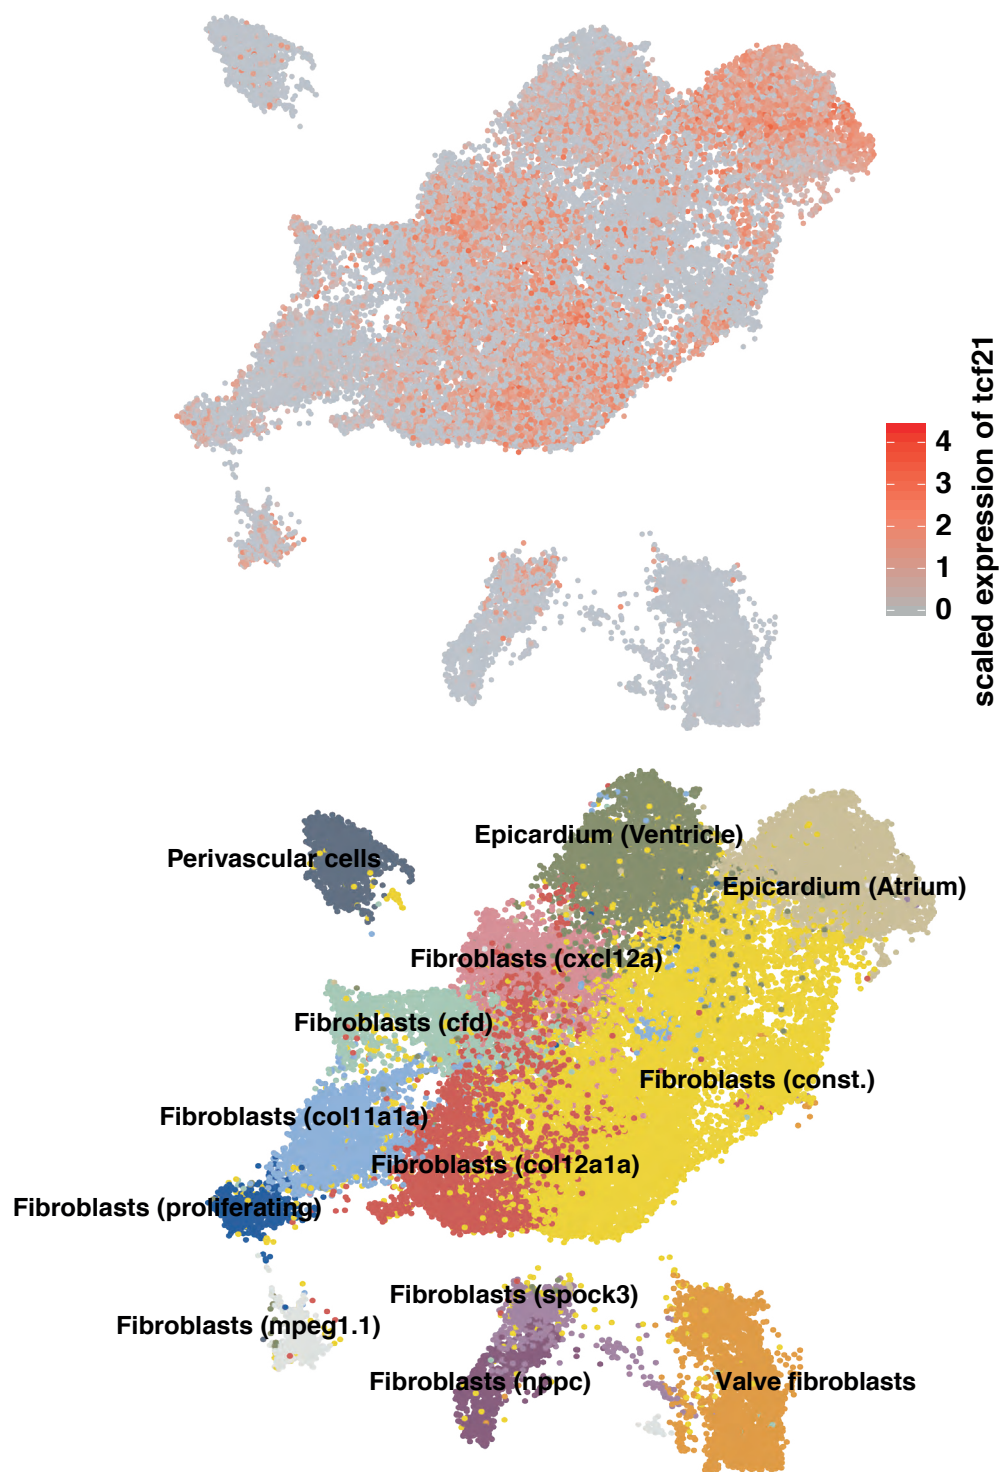 4
3
2
1
0
scaled expression of tcf21
Epicardium (Ventricle)
Perivascular cells
Epicardium (Atrium)
Fibroblasts (cxcl12a)
Fibroblasts (cfd)
Fibroblasts (const.)
Fibroblasts (col11a1a)
Fibroblasts (col12a1a)
Fibroblasts (proliferating)
Fibroblasts (spock3)
Fibroblasts (mpeg1.1)
Fibroblasts (nppc)
Valve fibroblasts